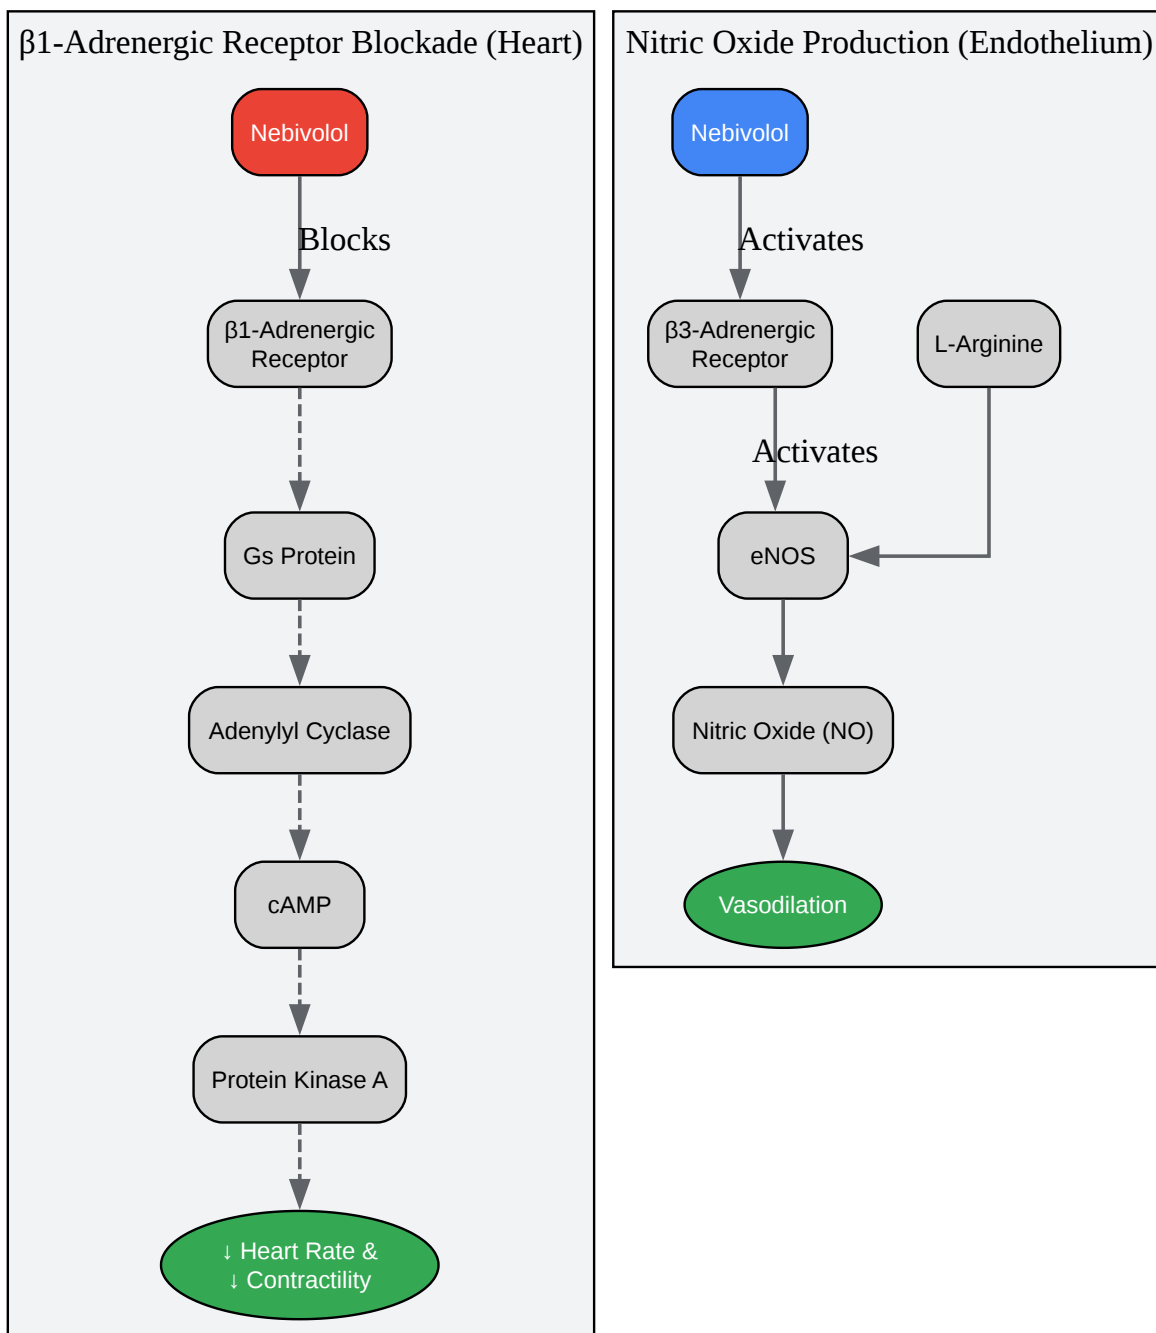 β1-Adrenergic Receptor Blockade (Heart)
Nebivolol
Blocks
β1-Adrenergic
Receptor
Gs Protein
Adenylyl Cyclase
cAMP
Protein Kinase A
↓ Heart Rate &
↓ Contractility
Nitric Oxide Production (Endothelium)
Nebivolol
Activates
β3-Adrenergic
Receptor
L-Arginine
Activates
eNOS
Nitric Oxide (NO)
Vasodilation